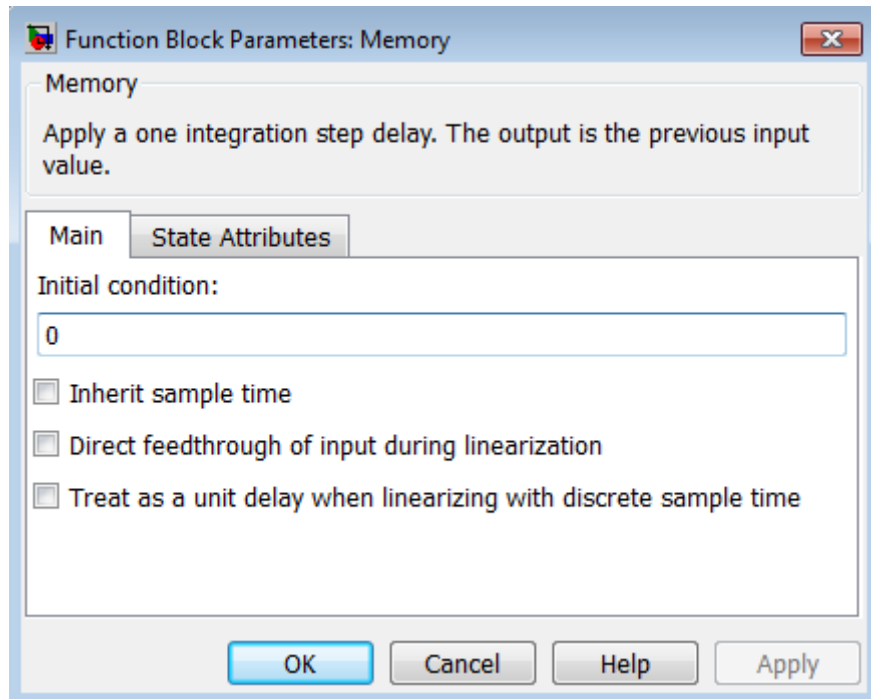 Function Block Parameters: Memory
Memory
Apply a one integration step delay. The output is the previous input
value.
Main State Attributes
Initial condition:
0
Inherit sample time
Direct feedthrough of input during linearization
Treat as a unit delay when linearizing with discrete sample time
OK Cancel Help Apply